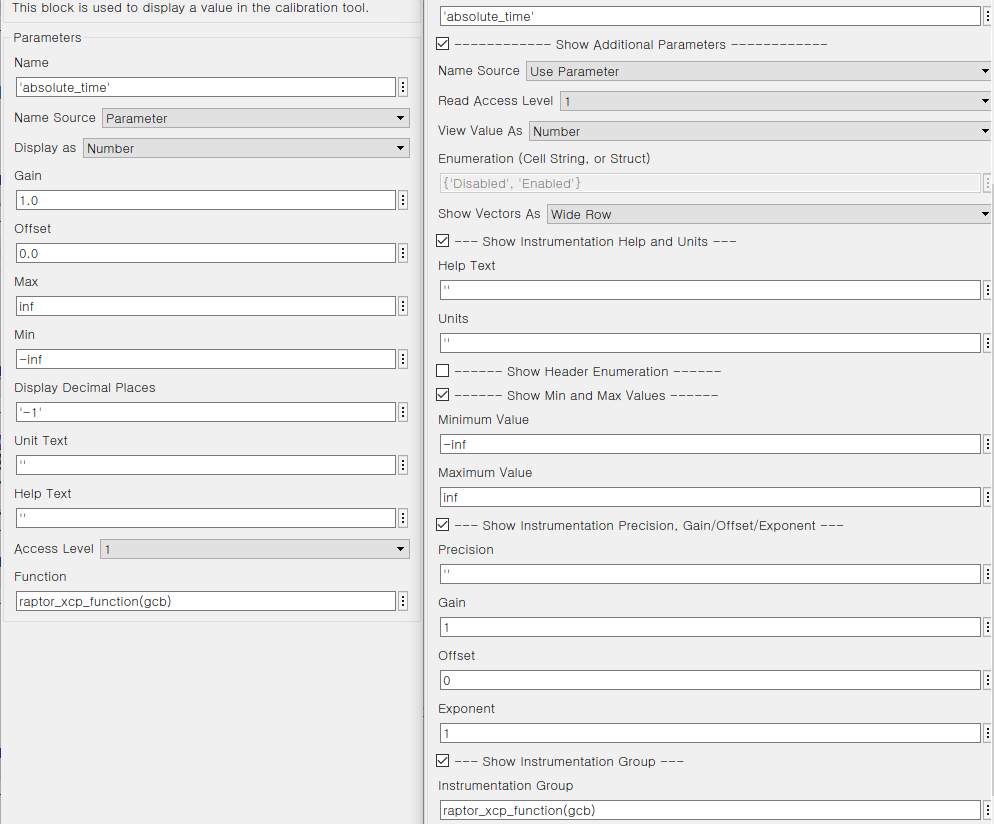 This block is used to display a value in the calibration tool.
Parameters
Name
'absolute_time'
Name Source Parameter
Display as Number
Gain
1.0
Offset
0.0
Max
inf
Min
-inf
Display Decimal Places
'-1'
Unit Text
''
Help Text
''
Access Level 1
Function
raptor_xcp_function(gcb)
'absolute_time'
------------ Show Additional Parameters ------------
Name Source Use Parameter
Read Access Level 1
View Value As Number
Enumeration (Cell String, or Struct)
{'Disabled', 'Enabled'}
Show Vectors As Wide Row
--- Show Instrumentation Help and Units ---
Help Text
''
Units
''
------ Show Header Enumeration ------
------ Show Min and Max Values ------
Minimum Value
-inf
Maximum Value
inf
--- Show Instrumentation Precision, Gain/Offset/Exponent ---
Precision
''
Gain
1
Offset
0
Exponent
1
--- Show Instrumentation Group ---
Instrumentation Group
raptor_xcp_function(gcb)